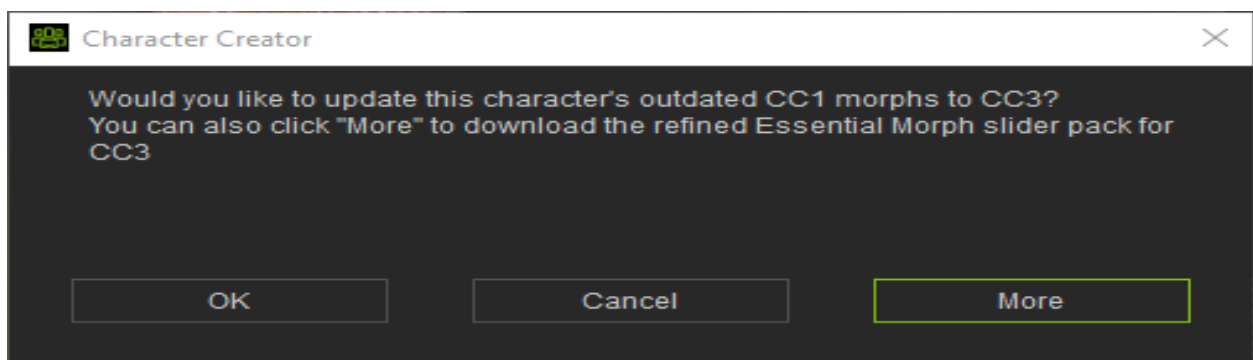 Character Creator
Would you like to update this character's outdated CC1 morphs to CC3?
You can also click "More" to download the refined Essential Morph slider pack for
CC3
OK
Cancel
More